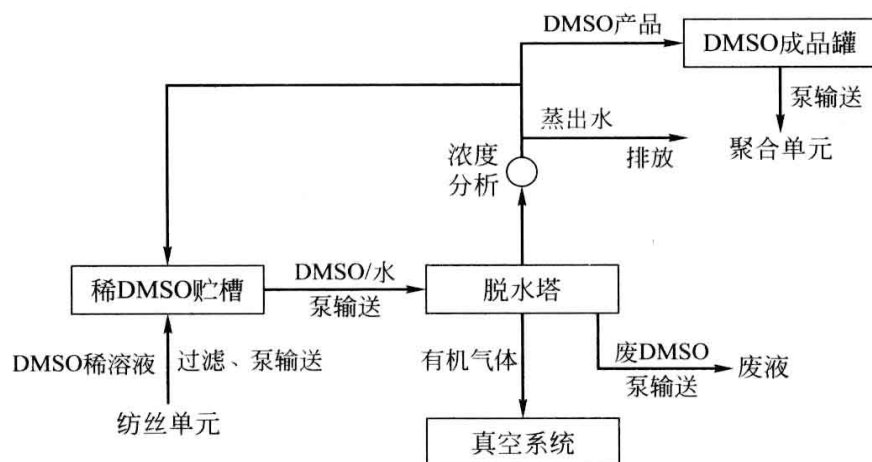 DMSO产品
DMSO成品罐
泵输送
聚合单元
蒸出水
排放
浓度
分析
稀DMSO贮槽
DMSO/水
泵输送
脱水塔
DMSO稀溶液
过滤、泵输送
纺丝单元
有机气体
废DMSO
泵输送
废液
真空系统